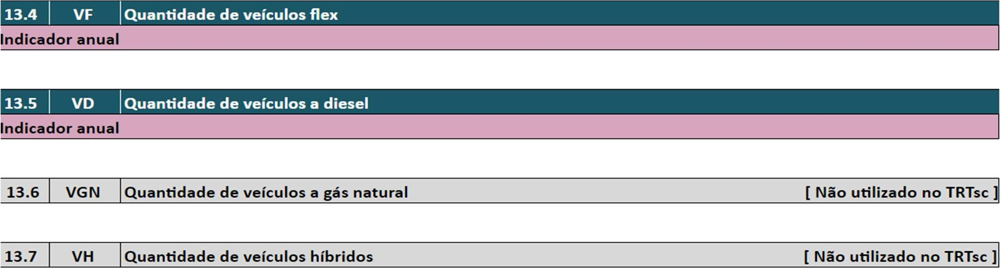 13.4 VF Quantidade de veículos flex
Indicador anual
13.5 VD Quantidade de veículos a diesel
Indicador anual
13.6 VGN Quantidade de veículos a gás natural [ Não utilizado no TRTsc ]
13.7 VH Quantidade de veículos híbridos [ Não utilizado no TRTsc ]